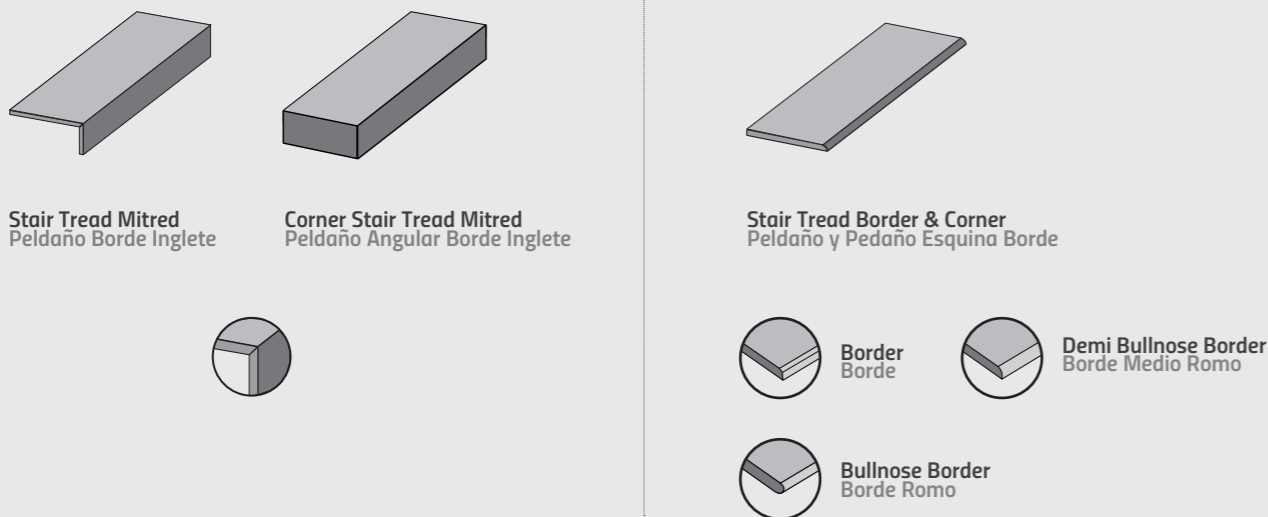 Stair Tread Mitred
Peldaño Borde Inglete
Corner Stair Tread Mitred
Peldaño Angular Borde Inglete
Stair Tread Border & Corner
Peldaño y Pedaño Esquina Borde
Border
Borde
Demi Bullnose Border
Borde Medio Romo
Bullnose Border
Borde Romo